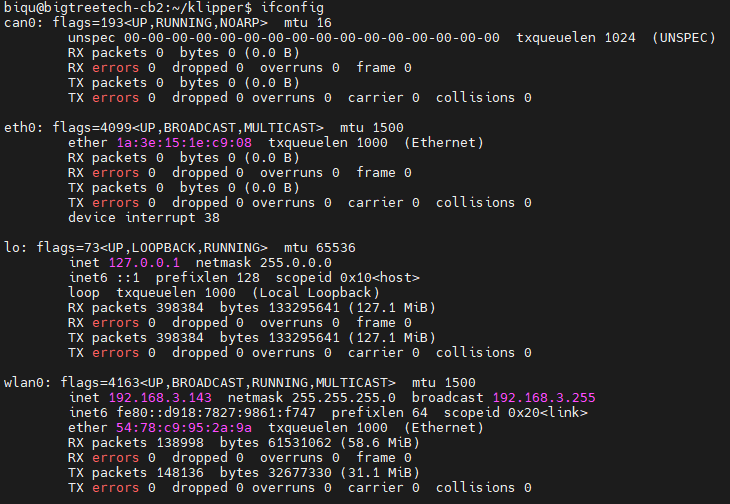 biqu@bigtreetech-cb2:~/klipper$ ifconfig
can0: flags=193<UP,RUNNING,NOARP>  mtu 16
        unspec 00-00-00-00-00-00-00-00-00-00-00-00-00-00-00-00  txqueuelen 1024  (UNSPEC)
        RX packets 0  bytes 0 (0.0 B)
        RX errors 0  dropped 0  overruns 0  frame 0
        TX packets 0  bytes 0 (0.0 B)
        TX errors 0  dropped 0 overruns 0  carrier 0  collisions 0

eth0: flags=4099<UP,BROADCAST,MULTICAST>  mtu 1500
        ether 1a:3e:15:1e:c9:08  txqueuelen 1000  (Ethernet)
        RX packets 0  bytes 0 (0.0 B)
        RX errors 0  dropped 0  overruns 0  frame 0
        TX packets 0  bytes 0 (0.0 B)
        TX errors 0  dropped 0 overruns 0  carrier 0  collisions 0
        device interrupt 38

lo: flags=73<UP,LOOPBACK,RUNNING>  mtu 65536
        inet 127.0.0.1  netmask 255.0.0.0
        inet6 ::1  prefixlen 128  scopeid 0x10<host>
        loop  txqueuelen 1000  (Local Loopback)
        RX packets 398384  bytes 133295641 (127.1 MiB)
        RX errors 0  dropped 0  overruns 0  frame 0
        TX packets 398384  bytes 133295641 (127.1 MiB)
        TX errors 0  dropped 0 overruns 0  carrier 0  collisions 0

wlan0: flags=4163<UP,BROADCAST,RUNNING,MULTICAST>  mtu 1500
        inet 192.168.3.143  netmask 255.255.255.0  broadcast 192.168.3.255
        inet6 fe80::d918:7827:9861:f747  prefixlen 64  scopeid 0x20<link>
        ether 54:78:c9:95:2a:9a  txqueuelen 1000  (Ethernet)
        RX packets 138998  bytes 61531062 (58.6 MiB)
        RX errors 0  dropped 0  overruns 0  frame 0
        TX packets 148136  bytes 32677330 (31.1 MiB)
        TX errors 0  dropped 0 overruns 0  carrier 0  collisions 0